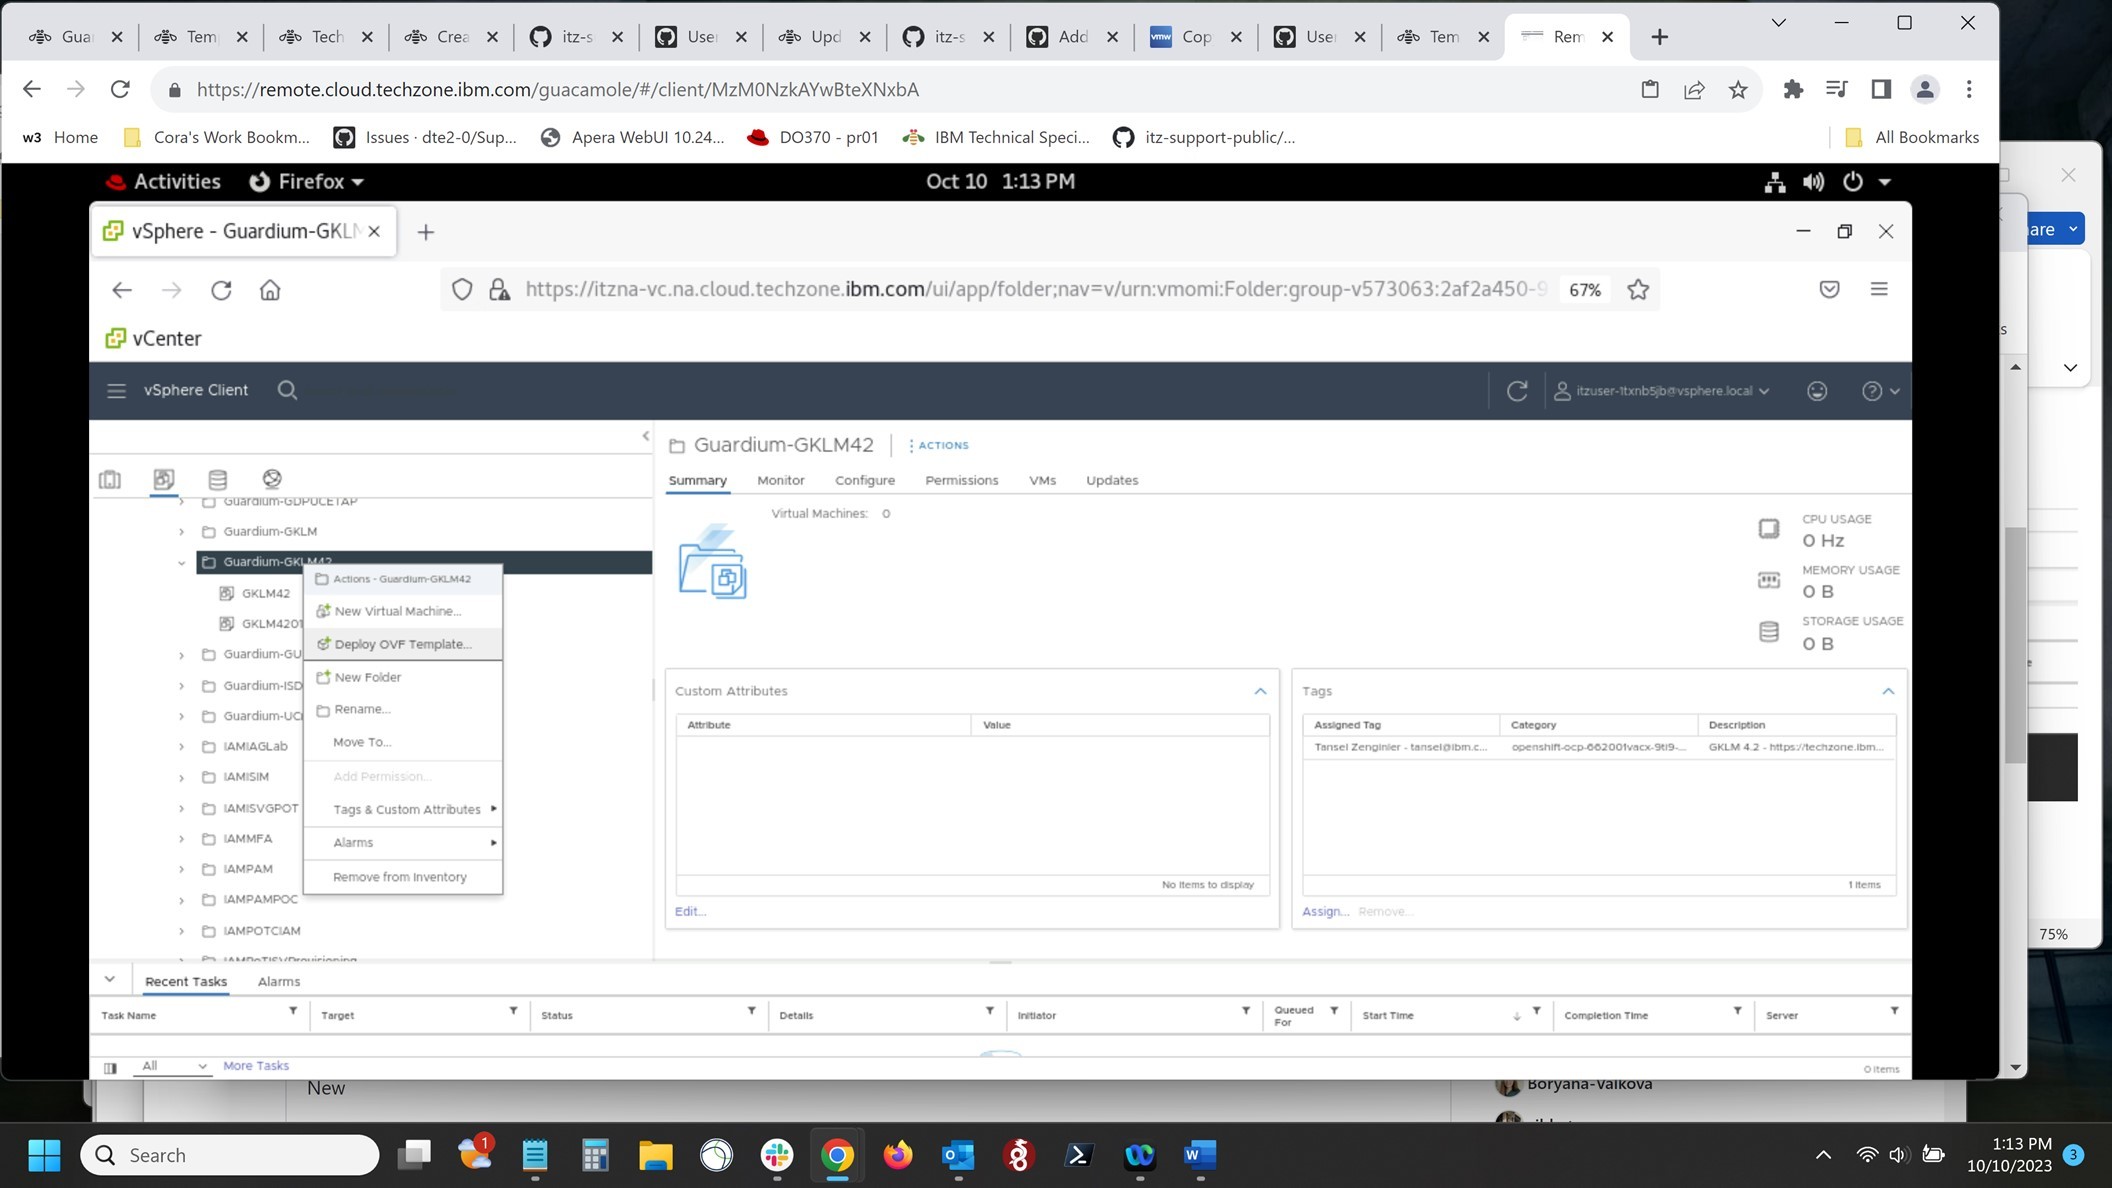 Gua
Tem
Tech
Crea
itz-s
User
Upd
itz-s
Add
vmw Cop
User
Tem
Rem
https://remote.cloud.techzone.ibm.com/guacamole/#/client/MzM0NzkAYwBteXNxbA
w3 Home Cora's Work Bookm... Issues · dte2-0/Sup... Apera WebUI 10.24... DO370 - pr01 IBM Technical Speci... itz-support-public/... All Bookmarks
Activities Firefox Oct 10 1:13 PM
vSphere - Guardium-GKLM
are
https://itzna-vc.na.cloud.techzone.ibm.com/ui/app/folder;nav=v/urn:vmomi:Folder:group-v573063:2af2a450-9 67%
vCenter
vSphere Client
itzuser-1txnb5jb@vsphere.local
Guardium-GKLM42 ACTIONS
Summary Monitor Configure Permissions VMs Updates
Virtual Machines: 0
CPU USAGE
0 Hz
MEMORY USAGE
0 B
STORAGE USAGE
0 B
Guardium-GDPUCETAP
Guardium-GKLM
Guardium-GKLM42
GKLM42
GKLM4201
Guardium-GU
Guardium-ISD
Guardium-UC
IAMIAGLab
IAMISIM
IAMISVGPOT
IAMMFA
IAMPAM
IAMPAMPOC
IAMPOTCIAM
IAMPoTISVProvisioning
Actions - Guardium-GKLM42
New Virtual Machine...
Deploy OVF Template...
New Folder
Rename...
Move To...
Add Permission...
Tags & Custom Attributes
Alarms
Remove from Inventory
Custom Attributes
Attribute Value
No items to display
Edit...
Tags
Assigned Tag Category Description
Tansel Zenginler - tansel@ibm.c... openshift-ocp-662001vacx-9ti9-... GKLM 4.2 - https://techzone.ibm...
1 items
Assign... Remove...
75%
Recent Tasks Alarms
Task Name Target Status Details Initiator Queued For Start Time Completion Time Server
All More Tasks 0 items
New
Boryana-Valkova
Search
1
1:13 PM
10/10/2023
3